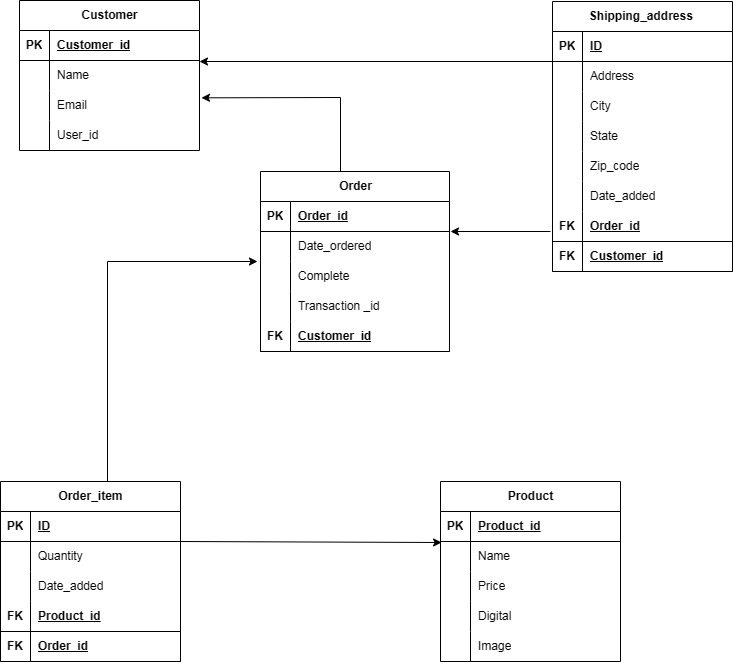 Customer
PK Customer_id
Name
Email
User_id
Shipping_address
PK ID
Address
City
State
Zip_code
Date_added
FK Order_id
FK Customer_id
Order
PK Order_id
Date_ordered
Complete
Transaction _id
FK Customer_id
Order_item
PK ID
Quantity
Date_added
FK Product_id
FK Order_id
Product
PK Product_id
Name
Price
Digital
Image